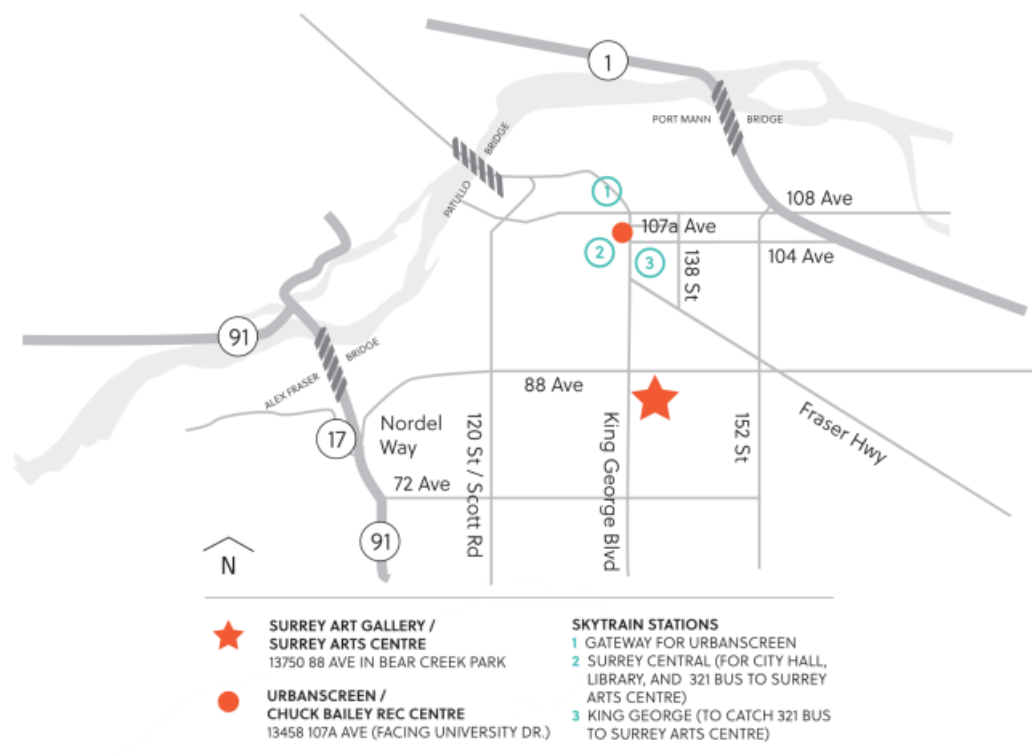 1
PORT MANN BRIDGE
PATULLO BRIDGE
1
108 Ave
107a Ave
2
3
138 St
104 Ave
91
ALEX FRASER BRIDGE
88 Ave
17
Nordel
Way
120 St / Scott Rd
King George Blvd
152 St
Fraser Hwy
72 Ave
91
N
SURREY ART GALLERY /
SURREY ARTS CENTRE
13750 88 AVE IN BEAR CREEK PARK
URBANSCREEN /
CHUCK BAILEY REC CENTRE
13458 107A AVE (FACING UNIVERSITY DR.)
SKYTRAIN STATIONS
1 GATEWAY FOR URBANSCREEN
2 SURREY CENTRAL (FOR CITY HALL,
LIBRARY, AND 321 BUS TO SURREY
ARTS CENTRE)
3 KING GEORGE (TO CATCH 321 BUS
TO SURREY ARTS CENTRE)